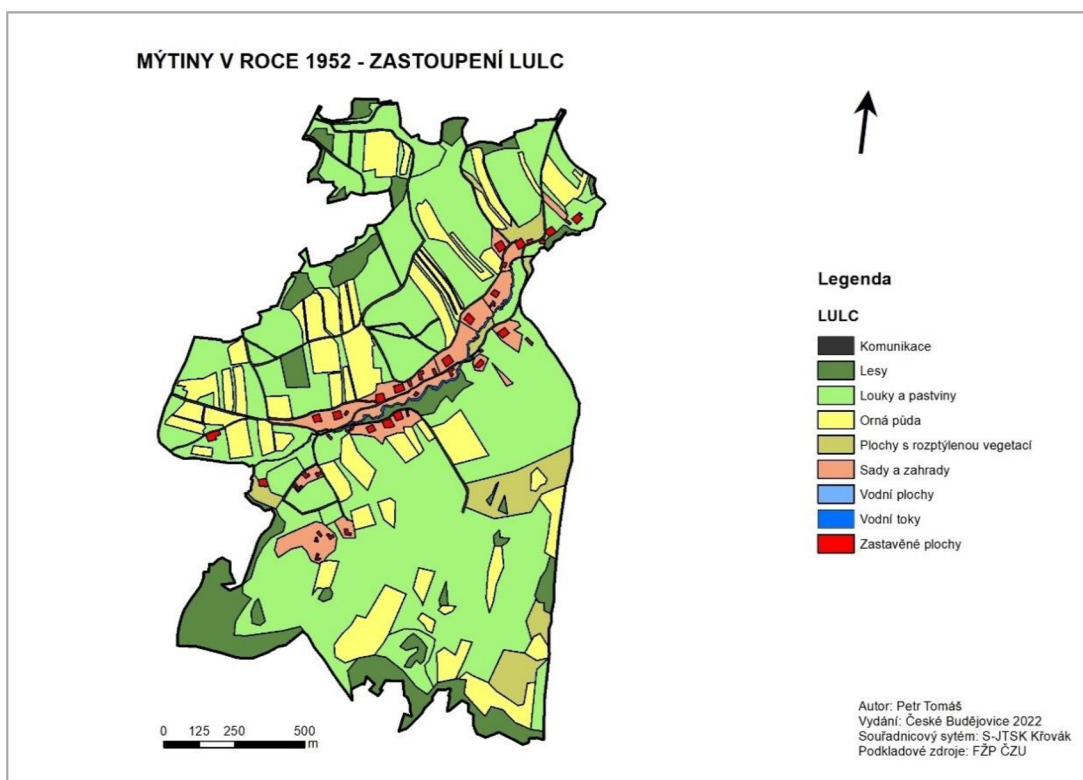 MÝTINY V ROCE 1952 - ZASTOUPENÍ LULC
Legenda
LULC
Komunikace
Lesy
Louky a pastviny
Orná půda
Plochy s rozptýlenou vegetací
Sady a zahrady
Vodní plochy
Vodní toky
Zastavěné plochy
0 125 250 500
m
Autor: Petr Tomáš
Vydání: České Budějovice 2022
Souřadnicový sytém: S-JTSK Křovák
Podkladové zdroje: FŽP ČZU